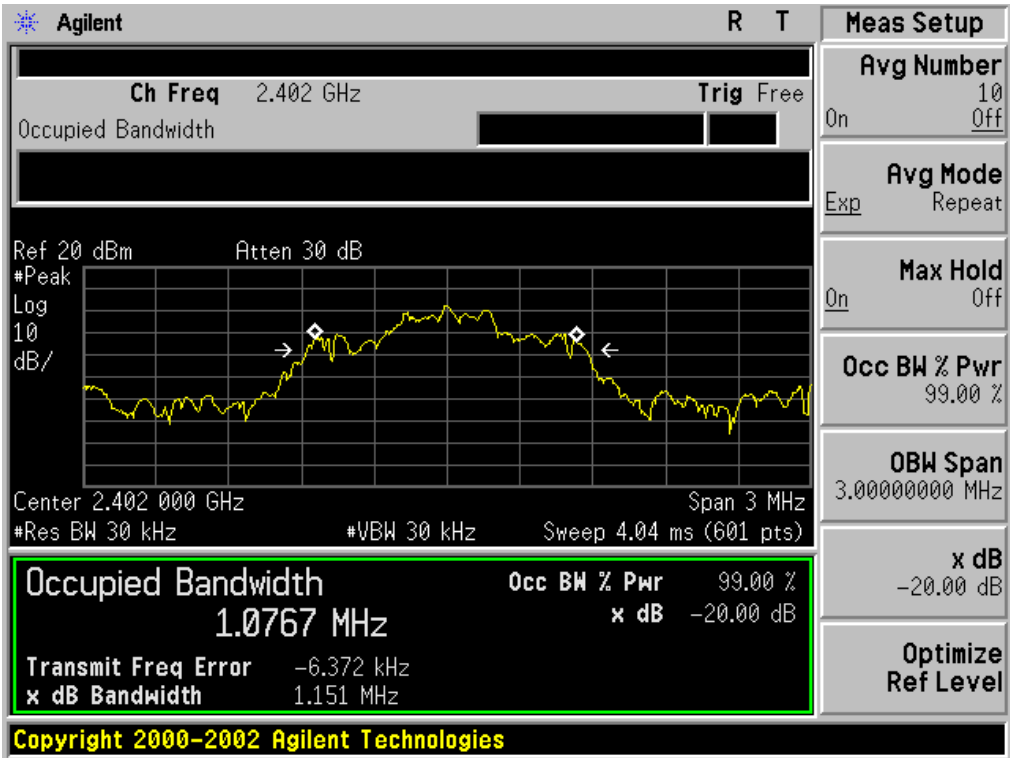 Agilent R T Meas Setup
Ch Freq 2.402 GHz Trig Free
Occupied Bandwidth
Ref 20 dBm Atten 30 dB
#Peak
Log
10
dB/
Center 2.402 000 GHz Span 3 MHz
#Res BW 30 kHz #VBW 30 kHz Sweep 4.04 ms (601 pts)
Occupied Bandwidth Occ BW % Pwr 99.00 %
1.0767 MHz x dB -20.00 dB
Transmit Freq Error -6.372 kHz
x dB Bandwidth 1.151 MHz
Copyright 2000-2002 Agilent Technologies
Avg Number
10
On Off
Avg Mode
Exp Repeat
Max Hold
On Off
Occ BW % Pwr
99.00 %
OBW Span
3.00000000 MHz
x dB
-20.00 dB
Optimize
Ref Level